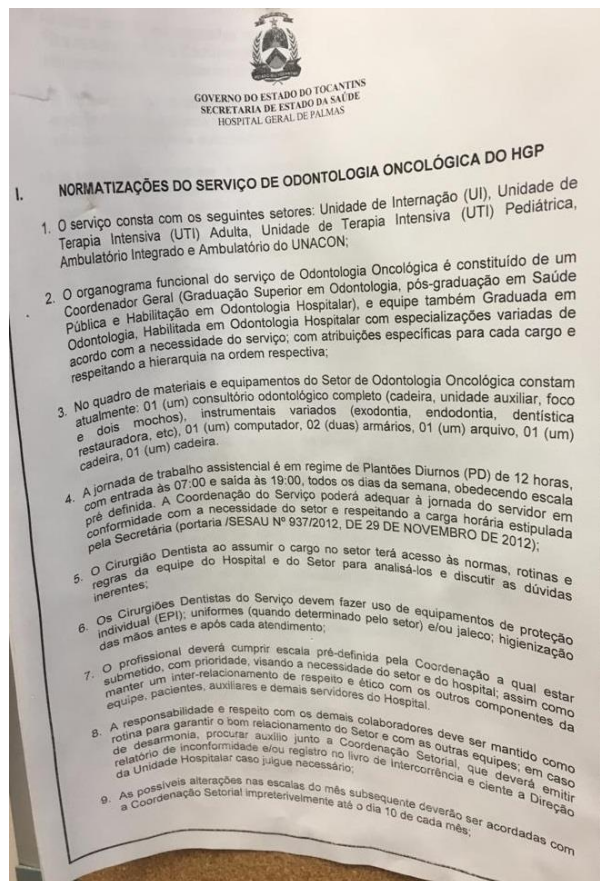 GOVERNO DO ESTADO DO TOCANTINS
SECRETARIA DE ESTADO DA SAÚDE
HOSPITAL GERAL DE PALMAS
I. NORMATIZAÇÕES DO SERVIÇO DE ODONTOLOGIA ONCOLÓGICA DO HGP
1. O serviço consta com os seguintes setores: Unidade de Internação (UI), Unidade de
Terapia Intensiva (UTI) Adulta, Unidade de Terapia Intensiva (UTI) Pediátrica,
Ambulatório Integrado e Ambulatório do UNACON;
2. O organograma funcional do serviço de Odontologia Oncológica é constituído de um
Coordenador Geral (Graduação Superior em Odontologia, pós-graduação em Saúde
Pública e Habilitação em Odontologia Hospitalar), e equipe também Graduada em
Odontologia, Habilitada em Odontologia Hospitalar com especializações variadas de
acordo com a necessidade do serviço; com atribuições específicas para cada cargo e
respeitando a hierarquia na ordem respectiva;
3. No quadro de materiais e equipamentos do Setor de Odontologia Oncológica constam
atualmente: 01 (um) consultório odontológico completo (cadeira, unidade auxiliar, foco
e dois mochos), instrumentais variados (exodontia, endodontia, dentística
restauradora, etc), 01 (um) computador, 02 (duas) armários, 01 (um) arquivo, 01 (um)
cadeira, 01 (um) cadeira.
4. A jornada de trabalho assistencial é em regime de Plantões Diurnos (PD) de 12 horas,
com entrada às 07:00 e saída às 19:00, todos os dias da semana, obedecendo escala
pré definida. A Coordenação do Serviço poderá adequar à jornada do servidor em
conformidade com a necessidade do setor e respeitando a carga horária estipulada
pela Secretária (portaria /SESAU Nº 937/2012, DE 29 DE NOVEMBRO DE 2012);
5. O Cirurgião Dentista ao assumir o cargo no setor terá acesso às normas, rotinas e
regras da equipe do Hospital e do Setor para analisá-los e discutir as dúvidas
inerentes;
6. Os Cirurgiões Dentistas do Serviço devem fazer uso de equipamentos de proteção
individual (EPI); uniformes (quando determinado pelo setor) e/ou jaleco; higienização
das mãos antes e após cada atendimento;
7. O profissional deverá cumprir escala pré-definida pela Coordenação a qual estar
submetido, com prioridade, visando a necessidade do setor e do hospital; assim como
manter um inter-relacionamento de respeito e ético com os outros componentes da
equipe, pacientes, auxiliares e demais servidores do Hospital.
8. A responsabilidade e respeito com os demais colaboradores deve ser mantido como
rotina para garantir o bom relacionamento do Setor e com as outras equipes; em caso
de desarmonia, procurar auxilio junto a Coordenação Setorial, que deverá emitir
relatório de inconformidade e/ou registro no livro de Intercorrência e ciente a Direção
da Unidade Hospitalar caso julgue necessário;
9. As possíveis alterações nas escalas do mês subsequente deverão ser acordadas com
a Coordenação Setorial impreterivelmente até o dia 10 de cada mês;